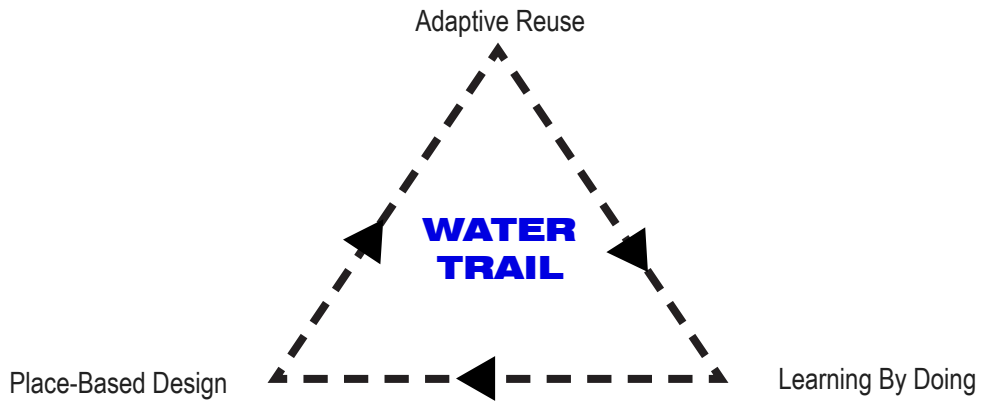 Adaptive Reuse
WATER
TRAIL
Place-Based Design
Learning By Doing